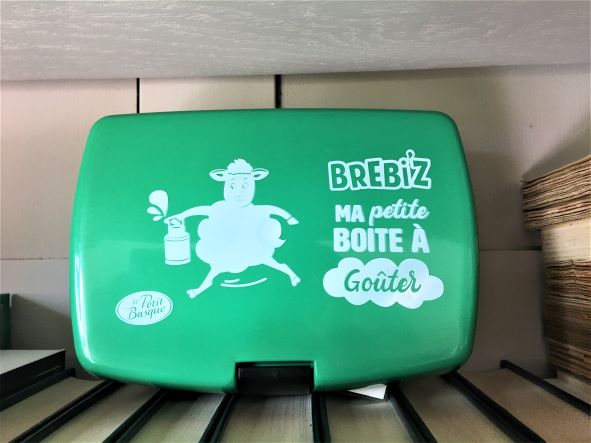 BREBiZ
MA petite
BOITE À
Goûter
Le Petit
Basque